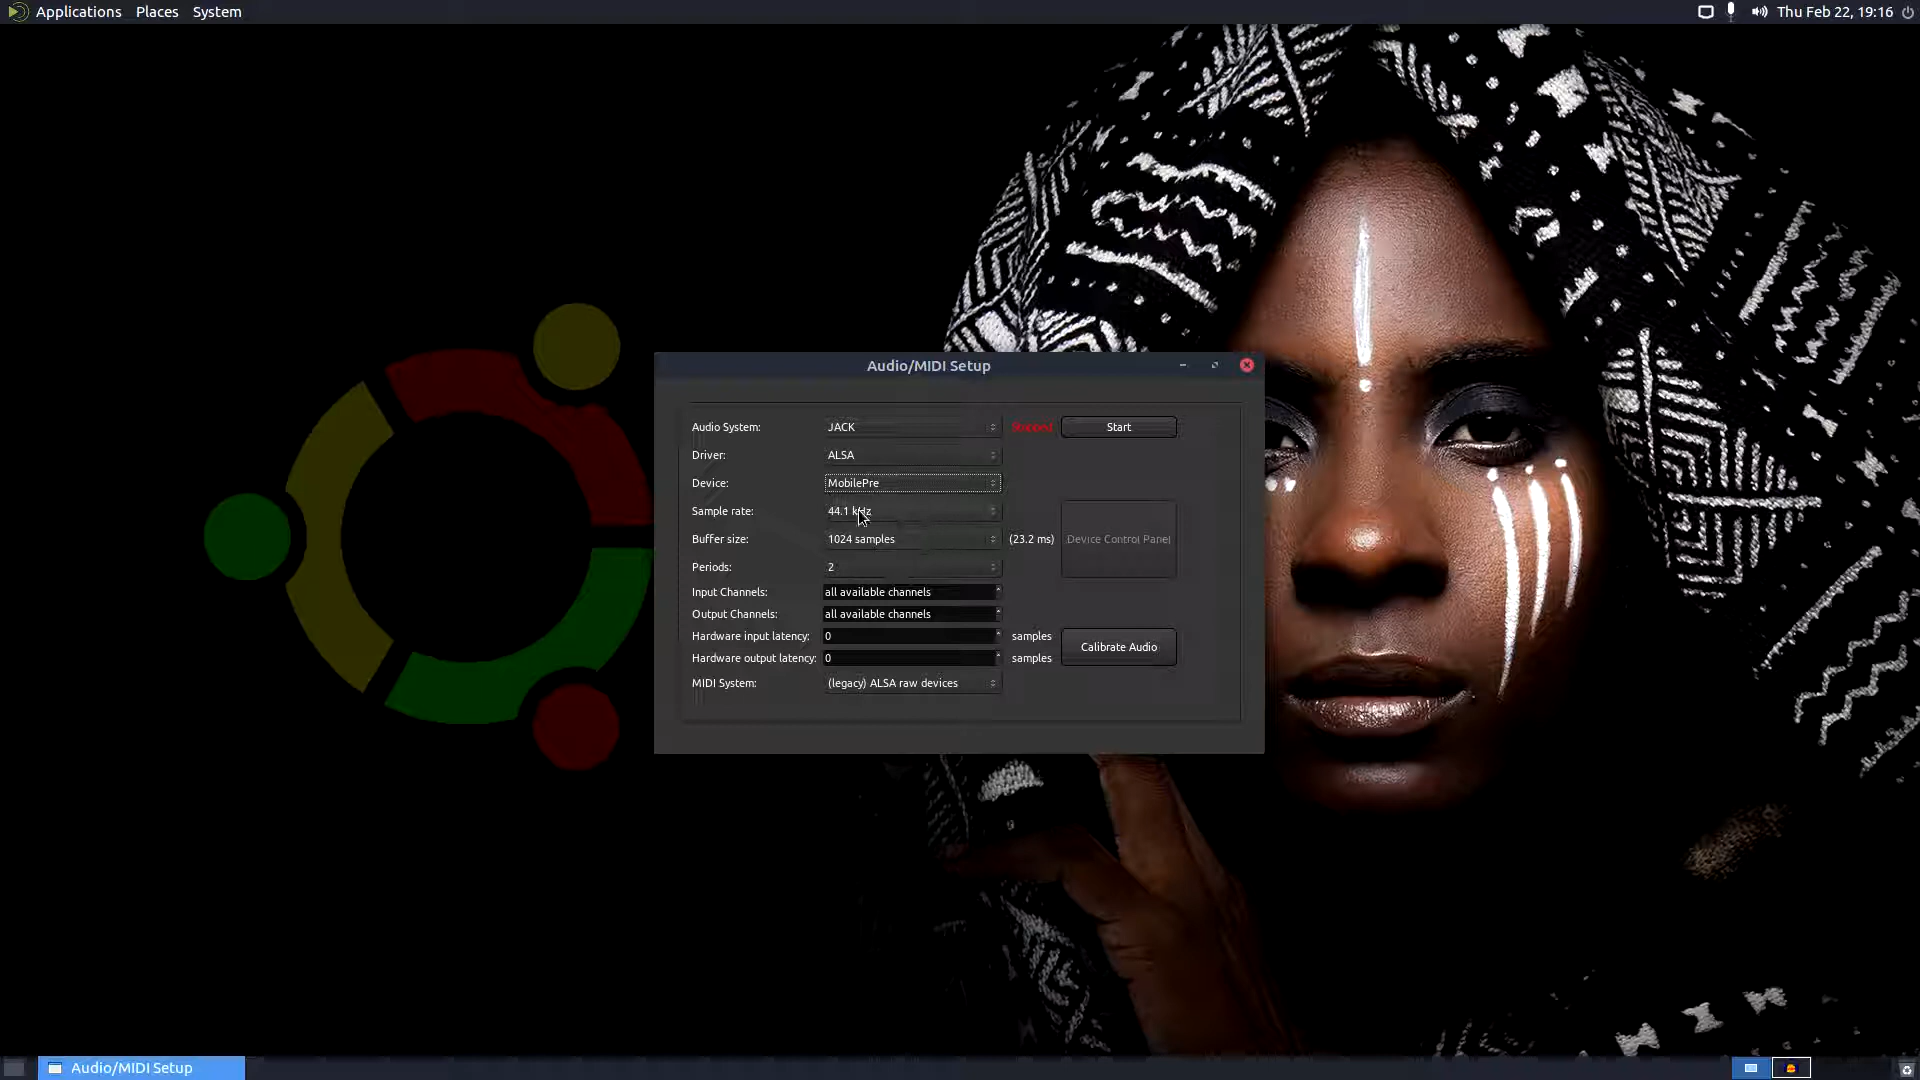 Applications Places System
Thu Feb 22, 19:16
Audio/MIDI Setup
Audio System: JACK Stopped Start
Driver: ALSA
Device: MobilePre
Sample rate: 44.1 kHz
Buffer size: 1024 samples (23.2 ms) Device Control Panel
Periods: 2
Input Channels: all available channels
Output Channels: all available channels
Hardware input latency: 0 samples
Calibrate Audio
Hardware output latency: 0 samples
MIDI System: (legacy) ALSA raw devices
Audio/MIDI Setup